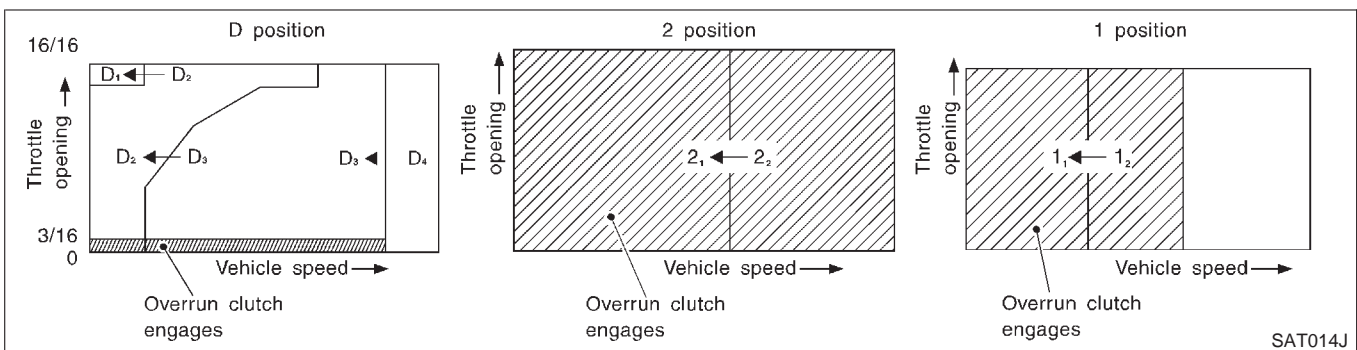 D position
16/16
D₁ ← D₂
D₂ ← D₃
D₃ ← D₄
Throttle opening →
3/16
0
Vehicle speed →
Overrun clutch
engages
2 position
Throttle opening →
2₁ ← 2₂
Vehicle speed →
Overrun clutch
engages
1 position
Throttle opening →
1₁ ← 1₂
Vehicle speed →
Overrun clutch
engages
SAT014J